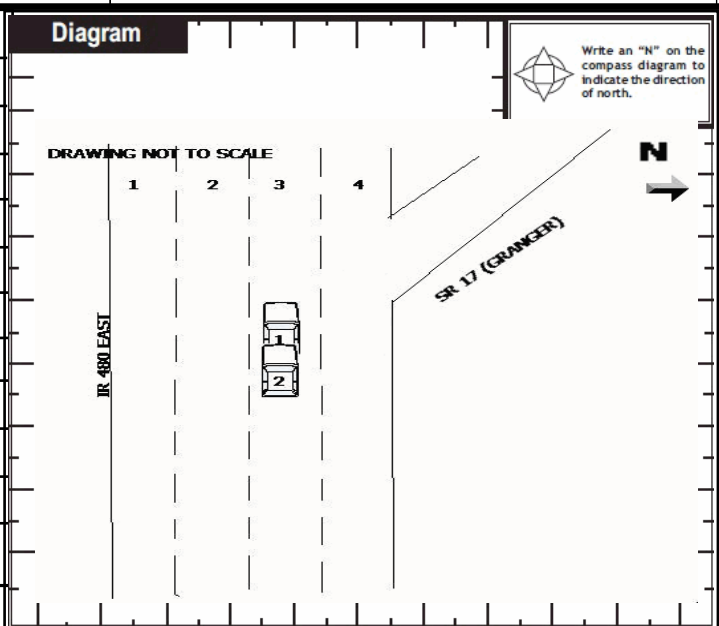 Diagram
Write an “N” on the
compass diagram to
indicate the direction
of north.
DRAWING NOT TO SCALE
N
1 2 3 4
SR 17 (GRANGER)
IR 480 EAST
1
2